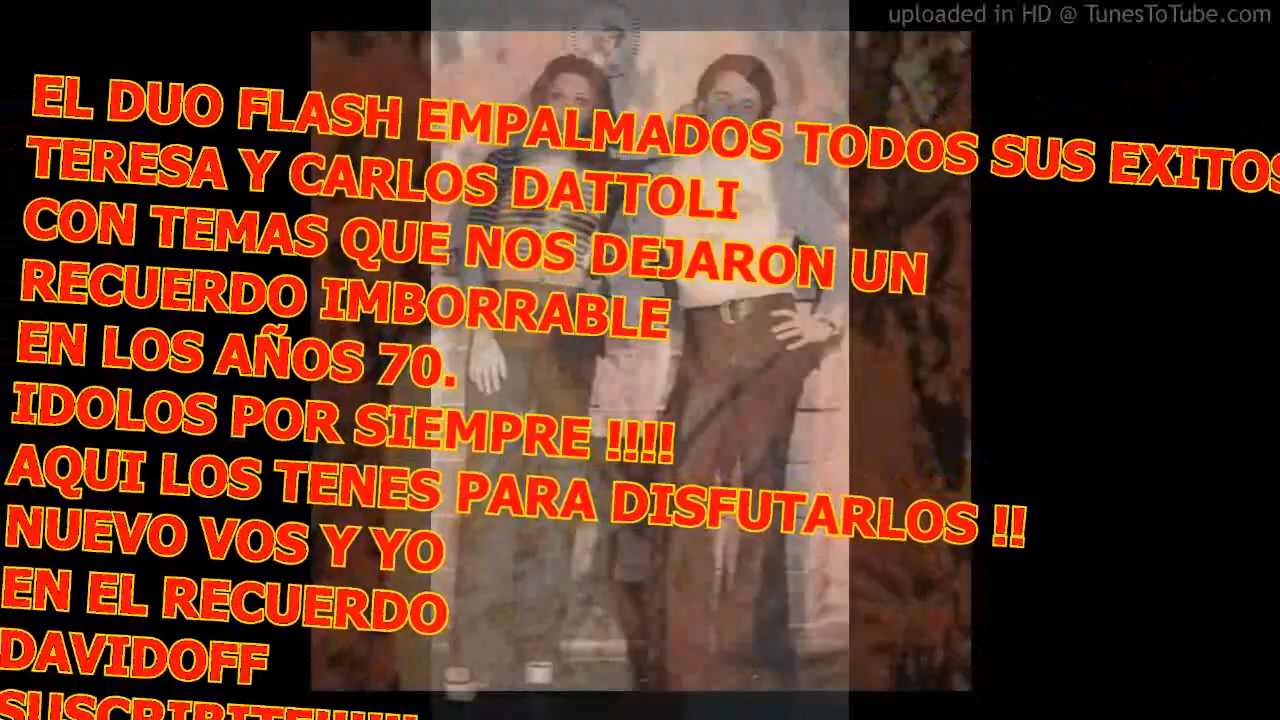 uploaded in HD @ TunesToTube.com
EL DUO FLASH EMPALMADOS TODOS SUS EXITOS
TERESA Y CARLOS DATTOLI
CON TEMAS QUE NOS DEJARON UN
RECUERDO IMBORRABLE
EN LOS AÑOS 70.
IDOLOS POR SIEMPRE !!!!
AQUI LOS TENES PARA DISFUTARLOS !!
NUEVO VOS Y YO
EN EL RECUERDO
DAVIDOFF